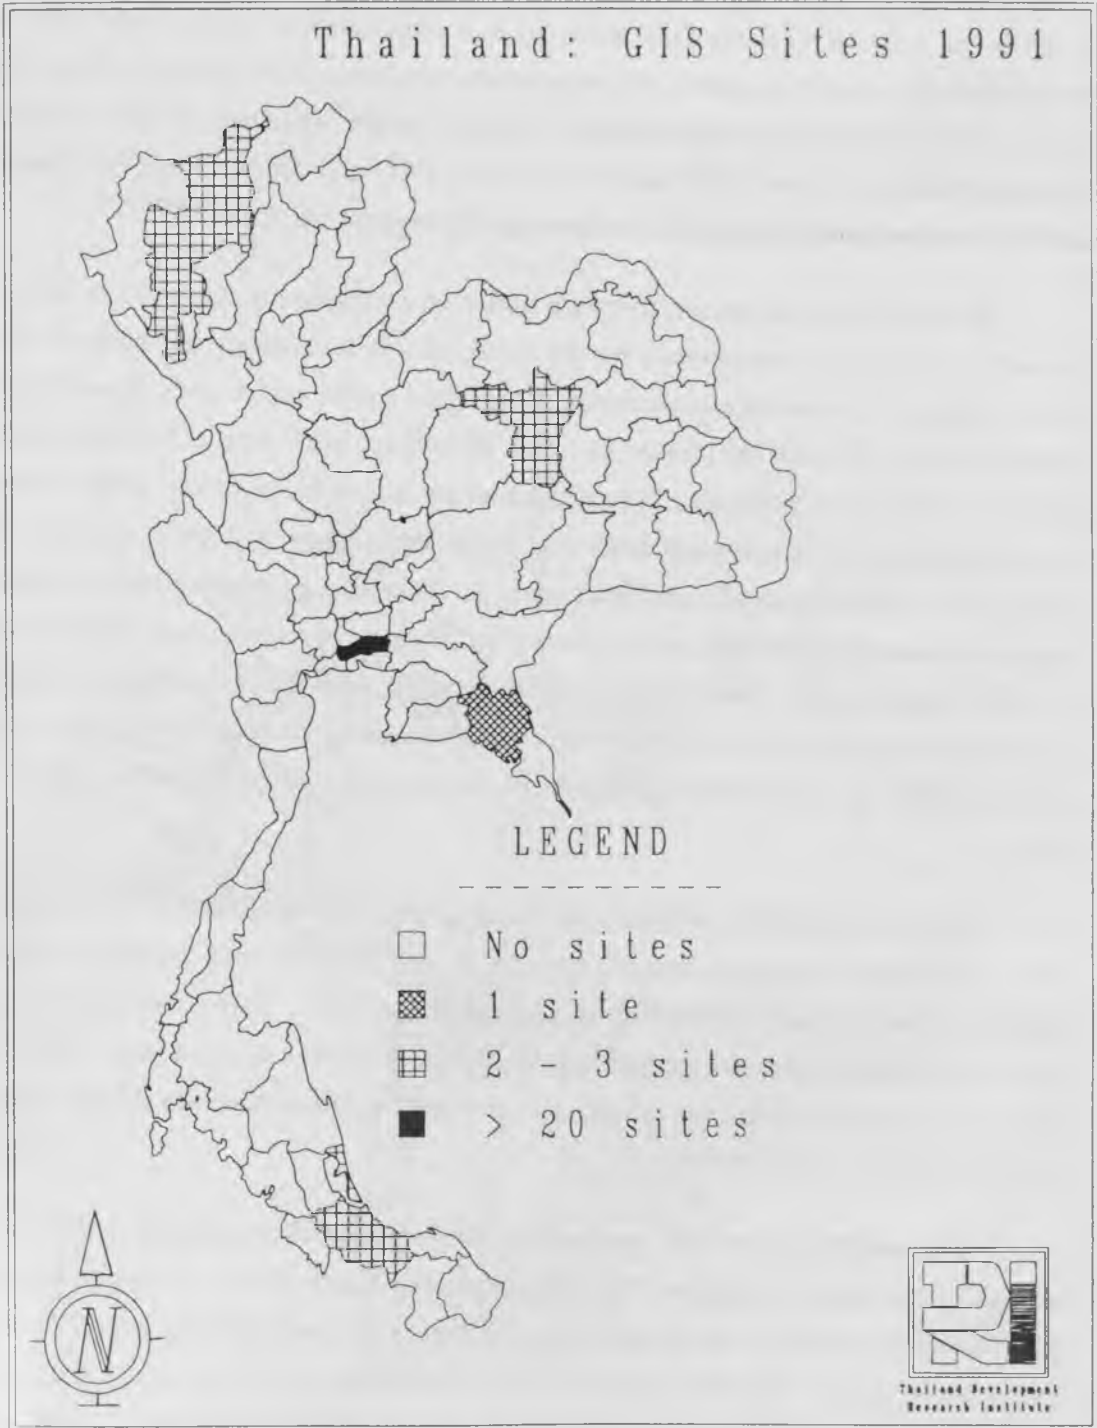 Thailand: GIS Sites 1991
LEGEND
No sites
1 site
2 - 3 sites
> 20 sites
N
Thailand Development
Research Institute